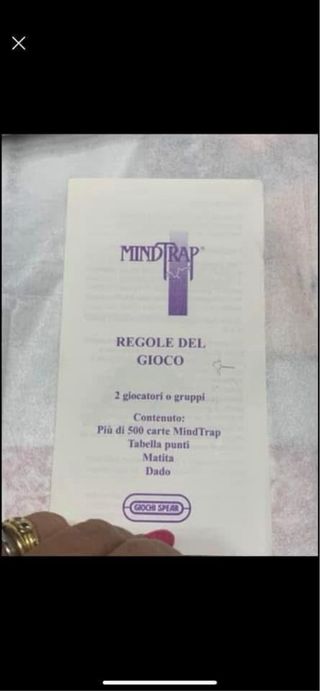 MINDTRAP®
REGOLE DEL
GIOCO
2 giocatori o gruppi
Contenuto:
Più di 500 carte MindTrap
Tabella punti
Matita
Dado
GIOCHI SPEAR